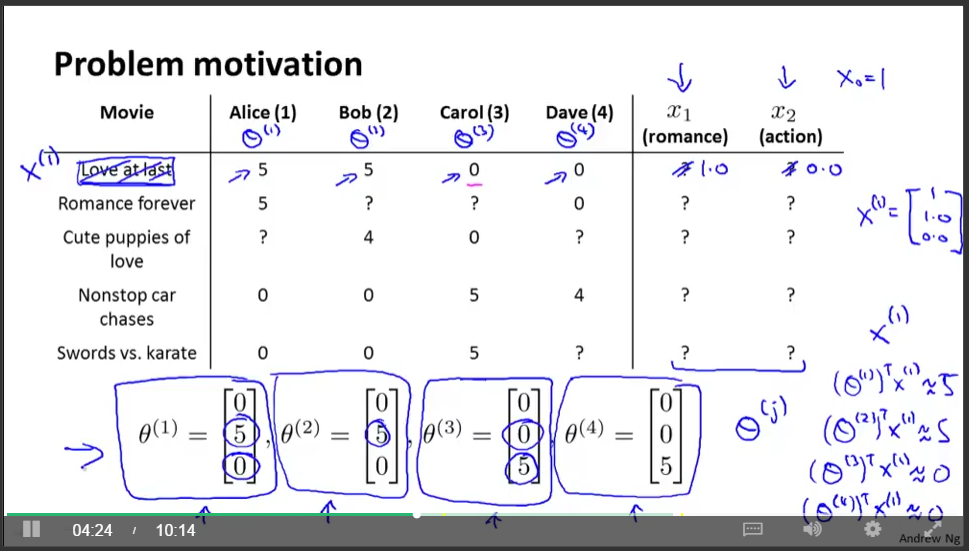 Problem motivation
x₀=1
Movie Alice (1) Bob (2) Carol (3) Dave (4) x₁ (romance) x₂ (action)
θ⁽¹⁾ θ⁽¹⁾ θ⁽³⁾ θ⁽⁴⁾
x⁽¹⁾ Love at last 5 5 0 0 1.0 0.0
Romance forever 5 ? ? 0 ? ?
x⁽¹⁾ = [1 1.0 0.0]
Cute puppies of love ? 4 0 ? ? ?
Nonstop car chases 0 0 5 4 ? ?
Swords vs. karate 0 0 5 ? ? ?
x⁽¹⁾
θ⁽¹⁾ = [0 5 0], θ⁽²⁾ = [0 5 0], θ⁽³⁾ = [0 0 5], θ⁽⁴⁾ = [0 0 5]
θ⁽ʲ⁾
(θ⁽¹⁾)ᵀx⁽¹⁾≈5
(θ⁽²⁾)ᵀx⁽¹⁾≈5
(θ⁽³⁾)ᵀx⁽¹⁾≈0
(θ⁽⁴⁾)ᵀx⁽¹⁾≈0
04:24 / 10:14
Andrew Ng